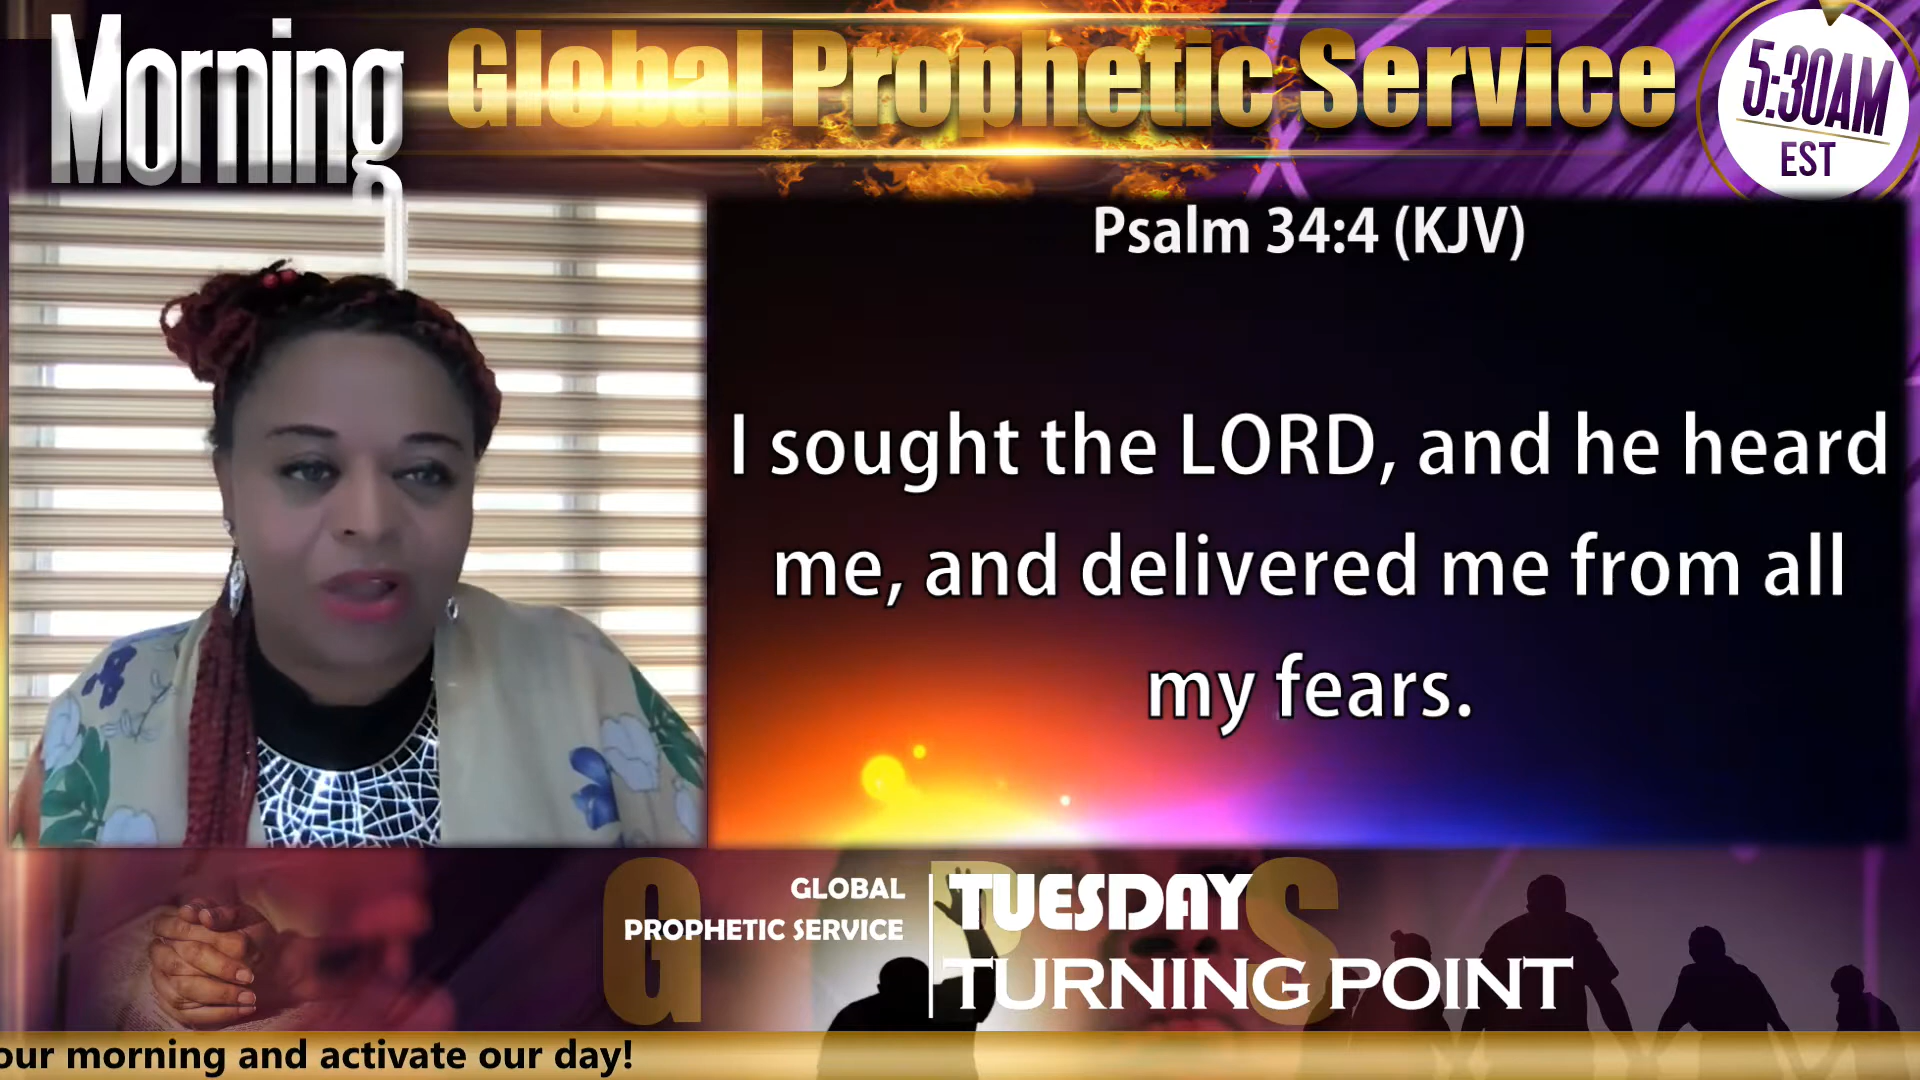 Morning Global Prophetic Service
5:30AM
EST
Psalm 34:4 (KJV)
I sought the LORD, and he heard
me, and delivered me from all
my fears.
G P S
GLOBAL
PROPHETIC SERVICE
TUESDAY
TURNING POINT
our morning and activate our day!